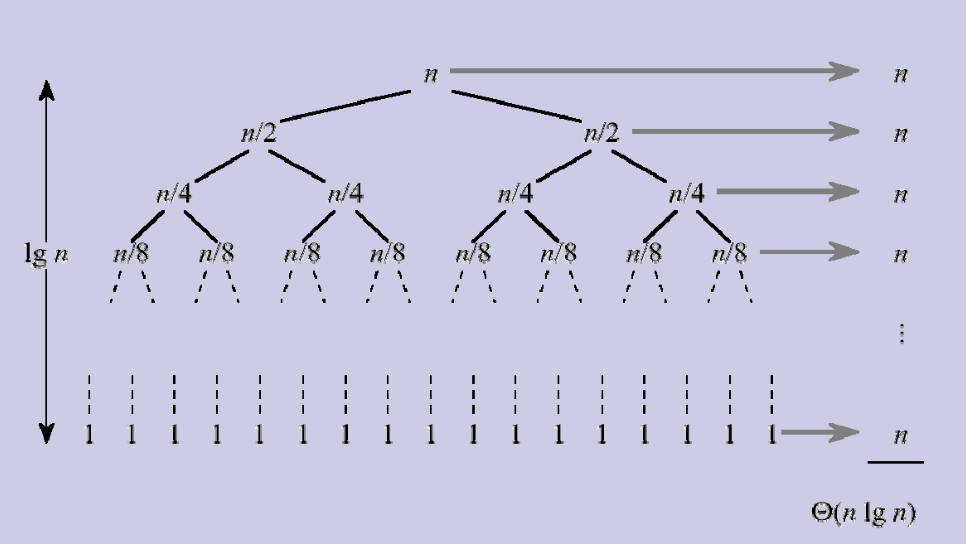 n n
n/2 n/2 n
n/4 n/4 n/4 n/4 n
lg n n/8 n/8 n/8 n/8 n/8 n/8 n/8 n/8 n
⋮
1 1 1 1 1 1 1 1 1 1 1 1 1 1 1 1 1 n
Θ(n lg n)